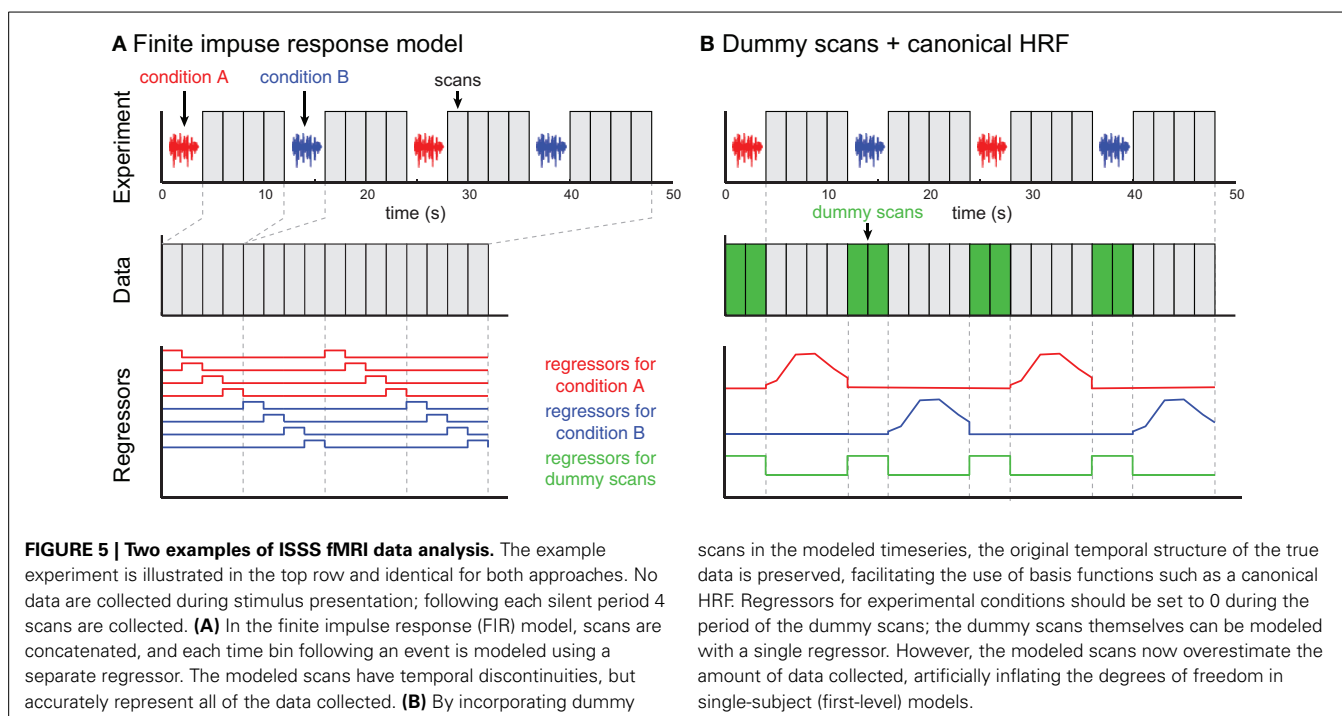 A Finite impuse response model
condition A
condition B
scans
Experiment
0 10 20 30 40 50
time (s)
Data
Regressors
regressors for
condition A
regressors for
condition B
regressors for
dummy scans
B Dummy scans + canonical HRF
Experiment
0 10 20 30 40 50
time (s)
dummy scans
Data
Regressors
FIGURE 5 | Two examples of ISSS fMRI data analysis. The example
experiment is illustrated in the top row and identical for both approaches. No
data are collected during stimulus presentation; following each silent period 4
scans are collected. (A) In the finite impulse response (FIR) model, scans are
concatenated, and each time bin following an event is modeled using a
separate regressor. The modeled scans have temporal discontinuities, but
accurately represent all of the data collected. (B) By incorporating dummy
scans in the modeled timeseries, the original temporal structure of the true
data is preserved, facilitating the use of basis functions such as a canonical
HRF. Regressors for experimental conditions should be set to 0 during the
period of the dummy scans; the dummy scans themselves can be modeled
with a single regressor. However, the modeled scans now overestimate the
amount of data collected, artificially inflating the degrees of freedom in
single-subject (first-level) models.